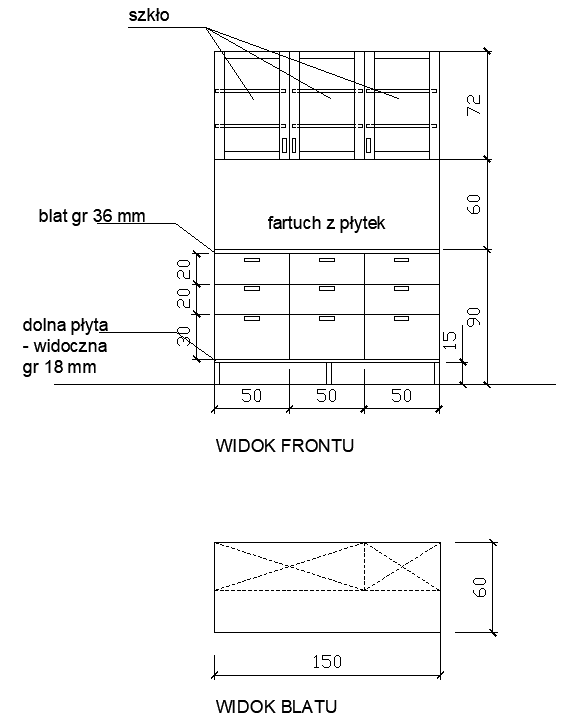 szkło
72
60
blat gr 36 mm
fartuch z płytek
20
20
90
dolna płyta
- widoczna
gr 18 mm
30
15
50 50 50
WIDOK FRONTU
60
150
WIDOK BLATU